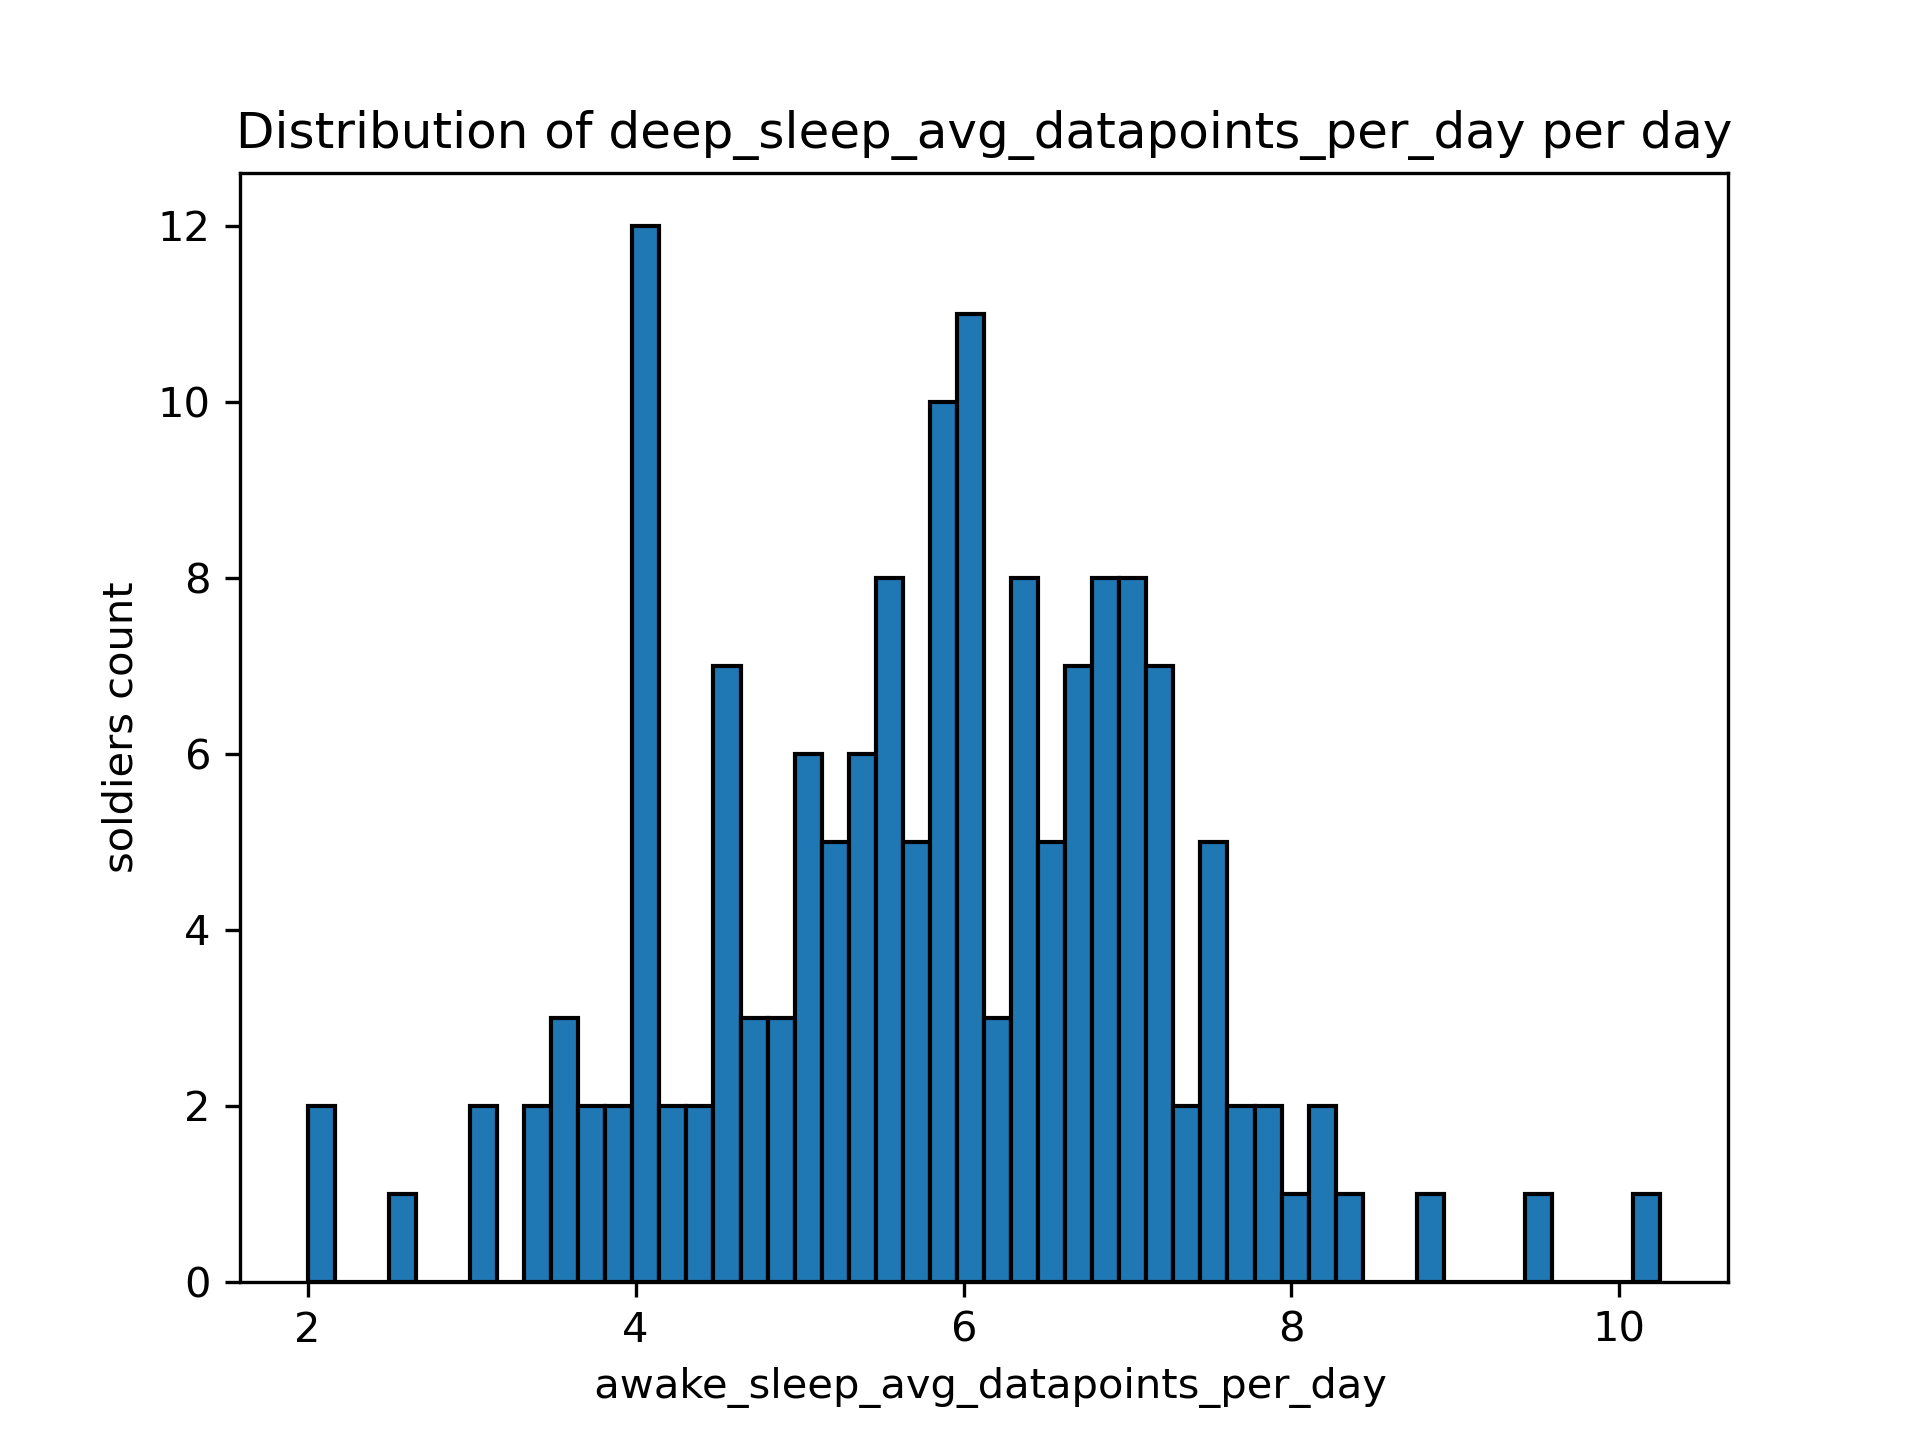 Distribution of deep_sleep_avg_datapoints_per_day per day
12
10
8
6
4
2
0
soldiers count
2 4 6 8 10
awake_sleep_avg_datapoints_per_day